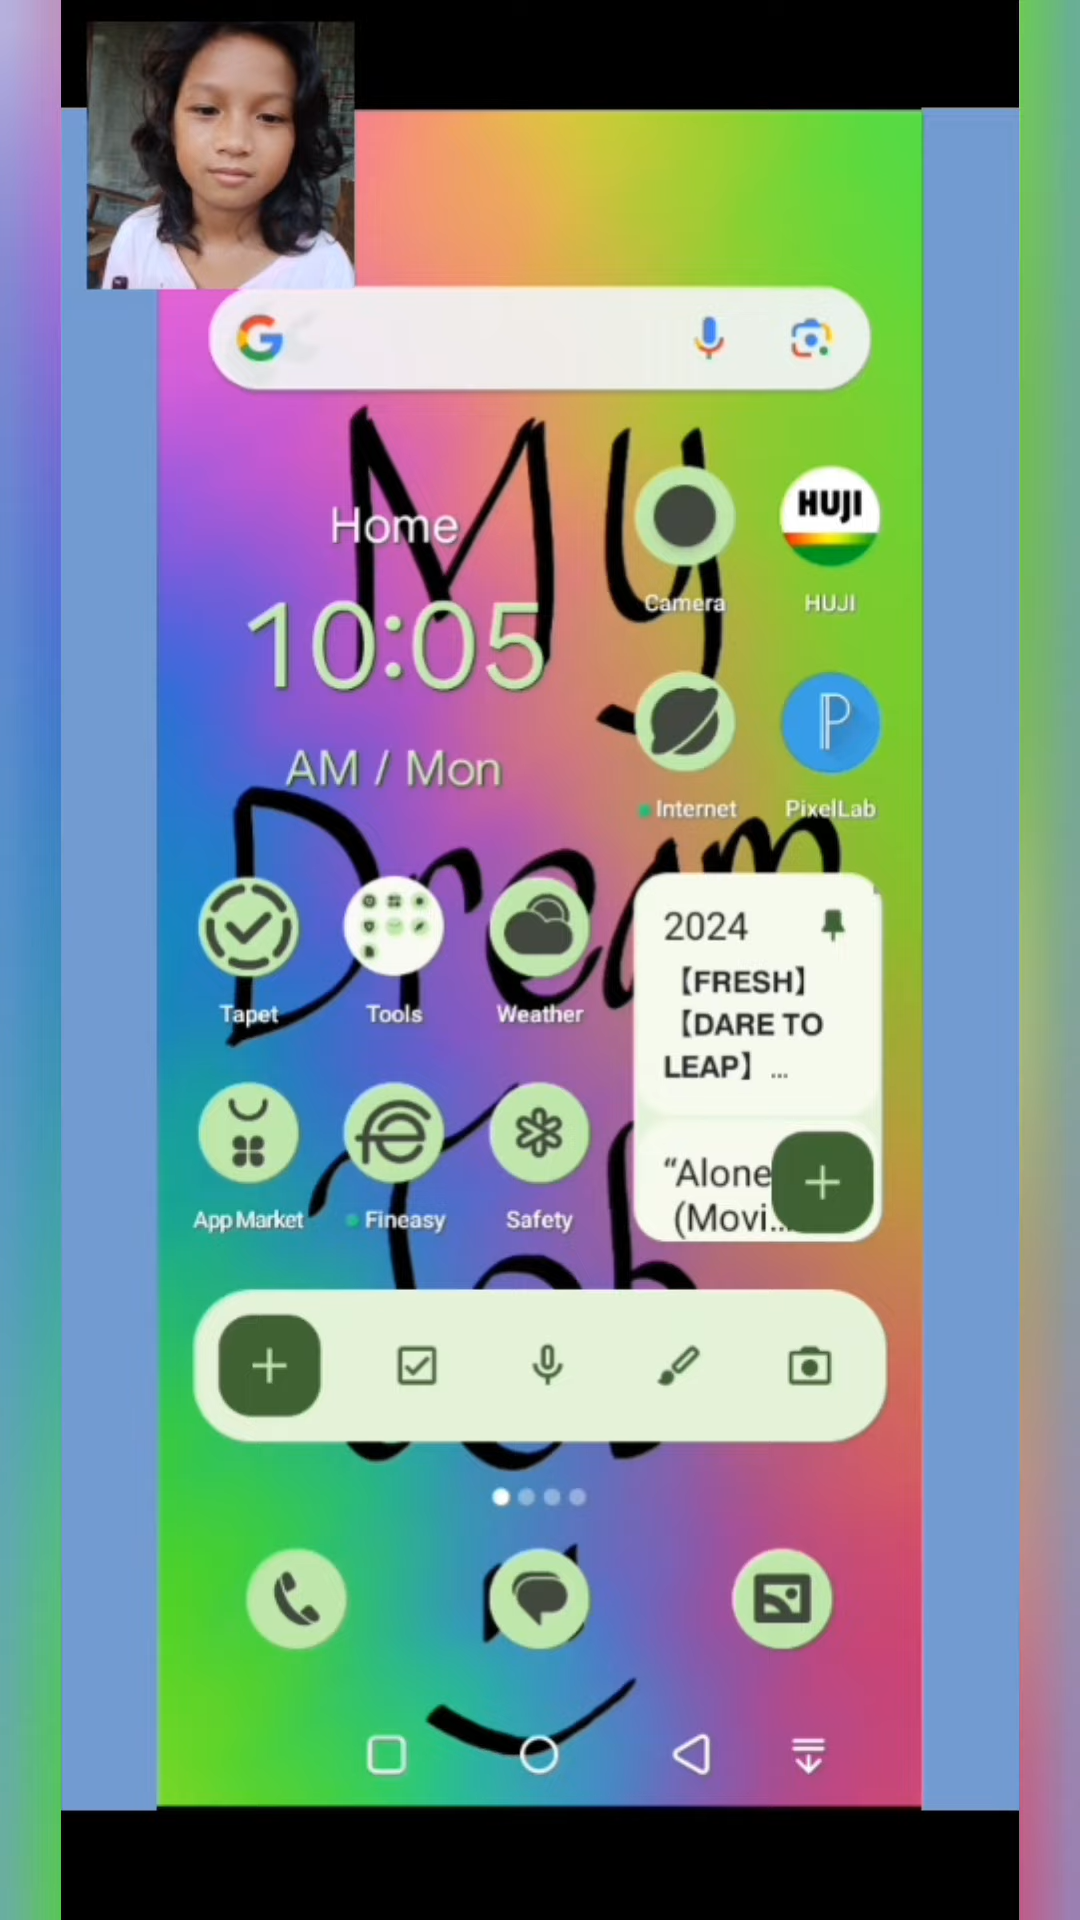 My
Home
10:05
AM / Mon
Camera
HUJI
HUJI
Internet
PixelLab
Dream
Tapet
Tools
Weather
2024
【FRESH】
【DARE TO
LEAP】 ...
“Alone
(Movi...
App Market
Fineasy
Safety
Job